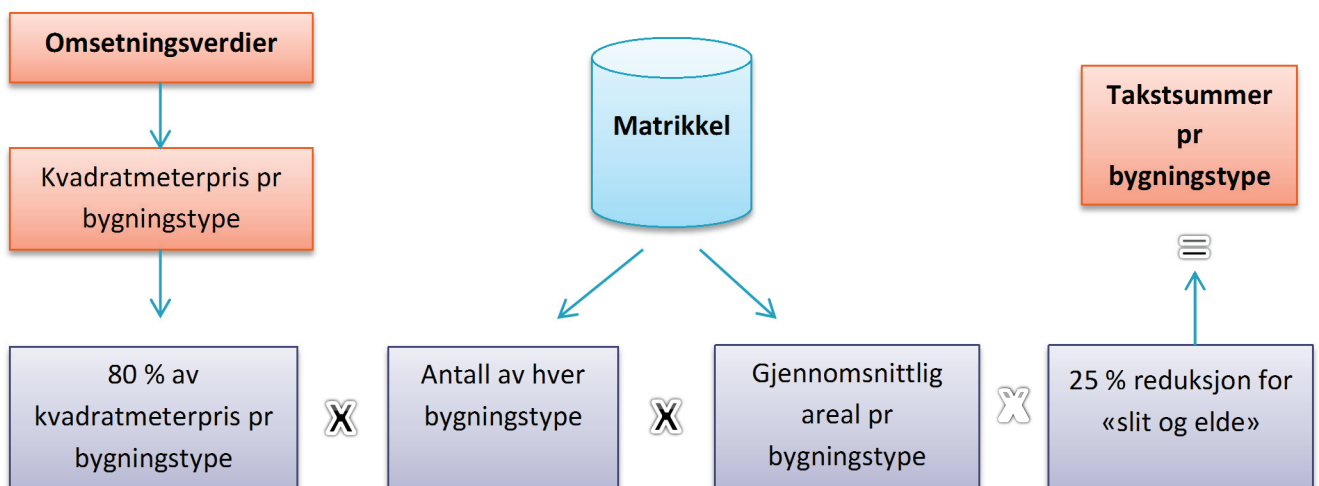 Omsetningsverdier
Kvadratmeterpris pr
bygningstype
Matrikkel
Takstsummer
pr
bygningstype
=
80 % av
kvadratmeterpris pr
bygningstype
X
Antall av hver
bygningstype
X
Gjennomsnittlig
areal pr
bygningstype
X
25 % reduksjon for
«slit og elde»